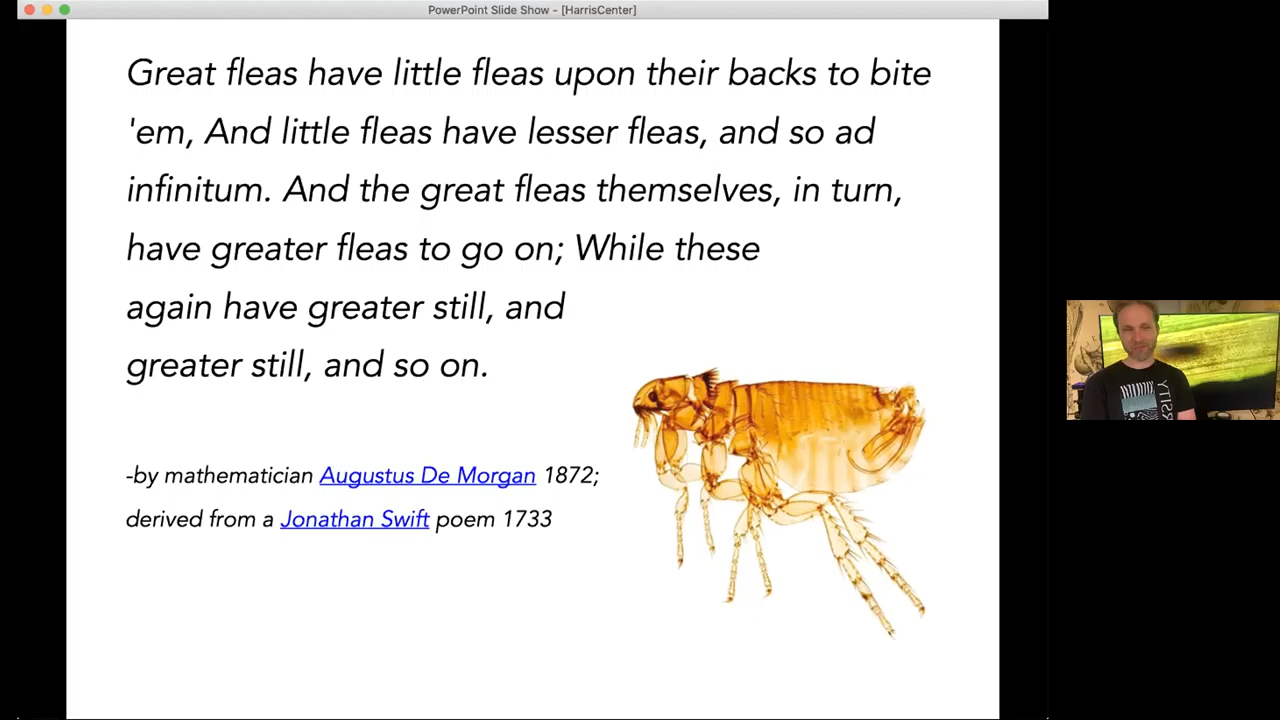 PowerPoint Slide Show - [HarrisCenter]
Great fleas have little fleas upon their backs to bite
'em, And little fleas have lesser fleas, and so ad
infinitum. And the great fleas themselves, in turn,
have greater fleas to go on; While these
again have greater still, and
greater still, and so on.
-by mathematician Augustus De Morgan 1872;
derived from a Jonathan Swift poem 1733